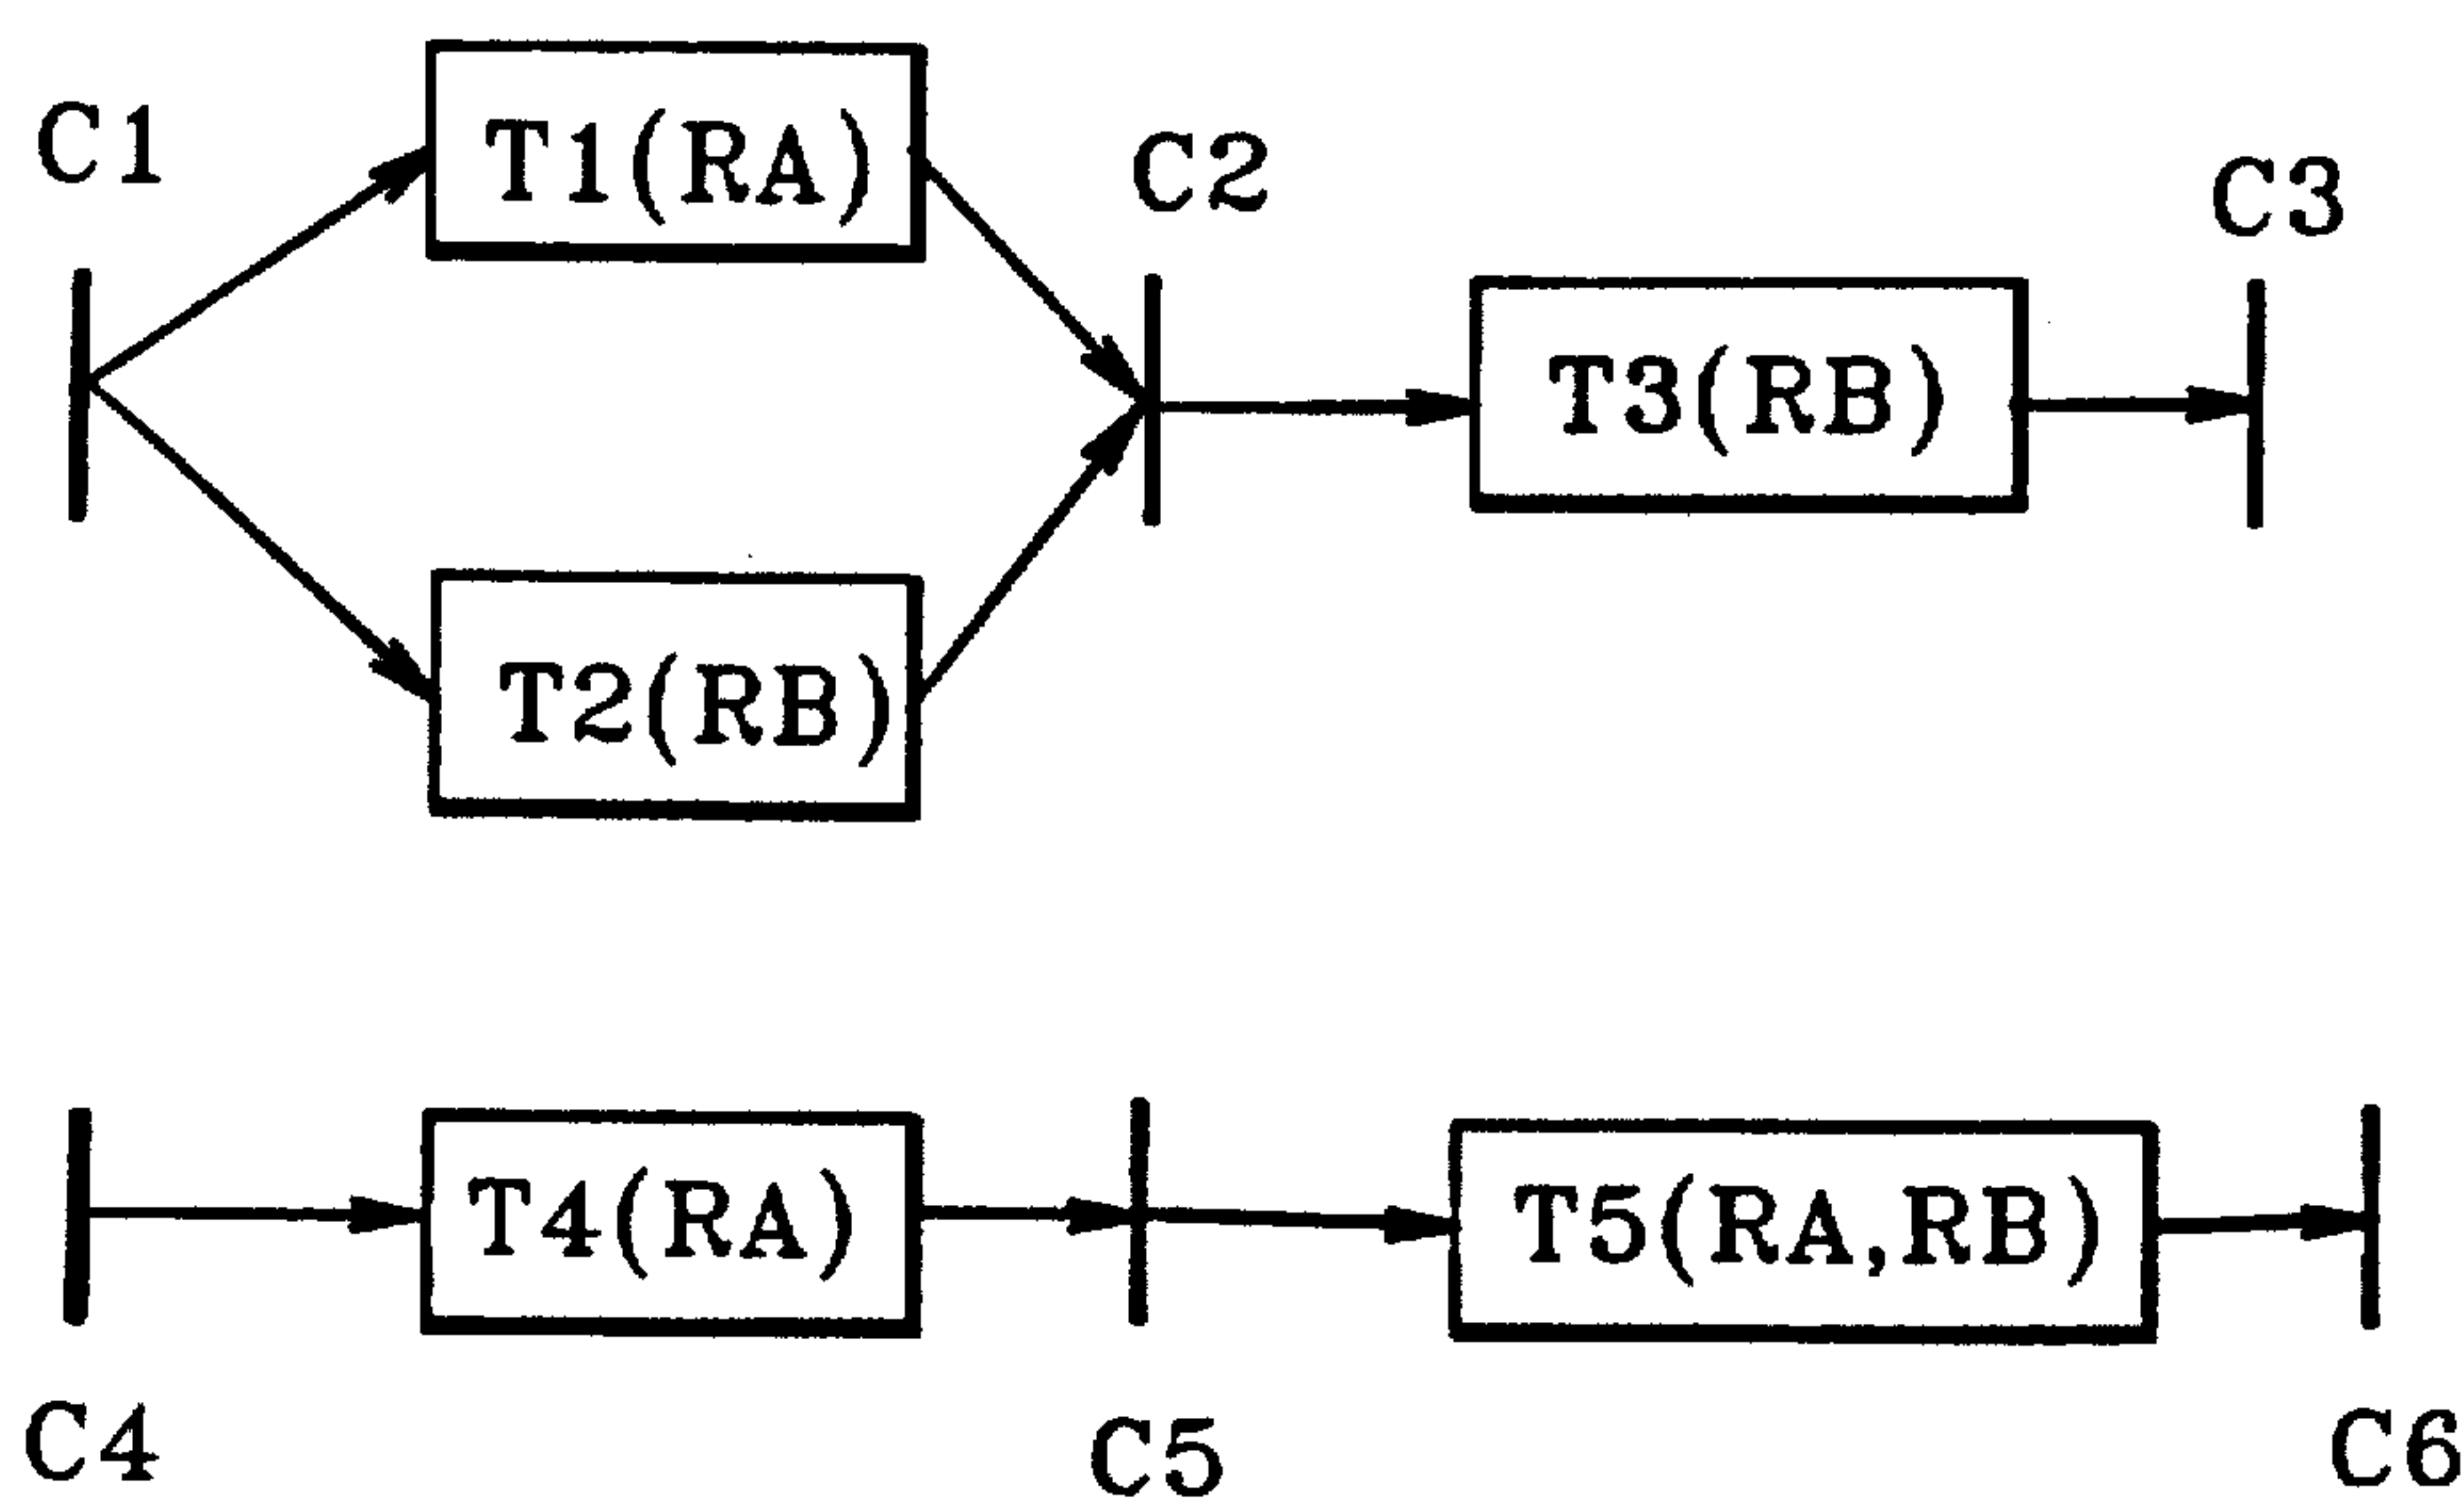 C1
T1(RA)
C2
C3
T3(RB)
T2(RB)
T4(RA)
T5(RA,RB)
C4
C5
C6